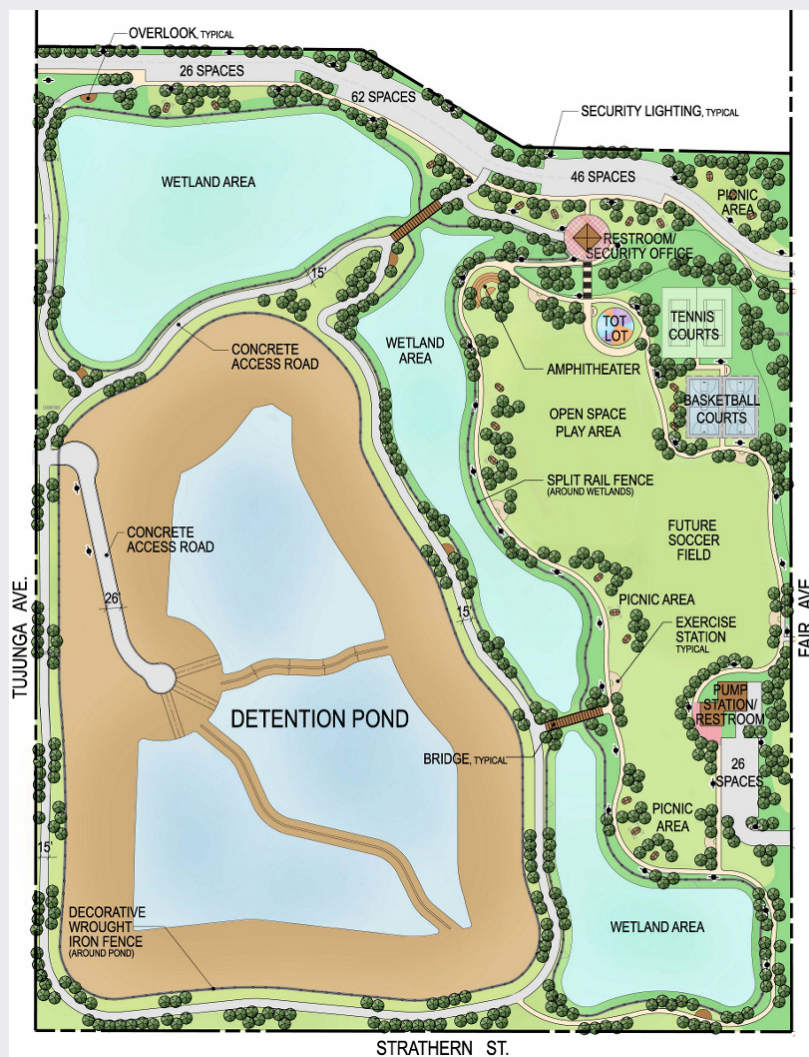 OVERLOOK, TYPICAL
26 SPACES
62 SPACES
SECURITY LIGHTING, TYPICAL
WETLAND AREA
46 SPACES
PICNIC
AREA
RESTROOM/
SECURITY OFFICE
15'
WETLAND
AREA
TOT
LOT
TENNIS
COURTS
CONCRETE
ACCESS ROAD
AMPHITHEATER
BASKETBALL
COURTS
OPEN SPACE
PLAY AREA
SPLIT RAIL FENCE
(AROUND WETLANDS)
CONCRETE
ACCESS ROAD
FUTURE
SOCCER
FIELD
26'
15'
PICNIC AREA
EXERCISE
STATION
TYPICAL
TUJUNGA AVE.
FAIR AVE.
DETENTION POND
PUMP
STATION/
RESTROOM
BRIDGE, TYPICAL
26
SPACES
PICNIC
AREA
15'
DECORATIVE
WROUGHT
IRON FENCE
(AROUND POND)
WETLAND AREA
STRATHERN ST.